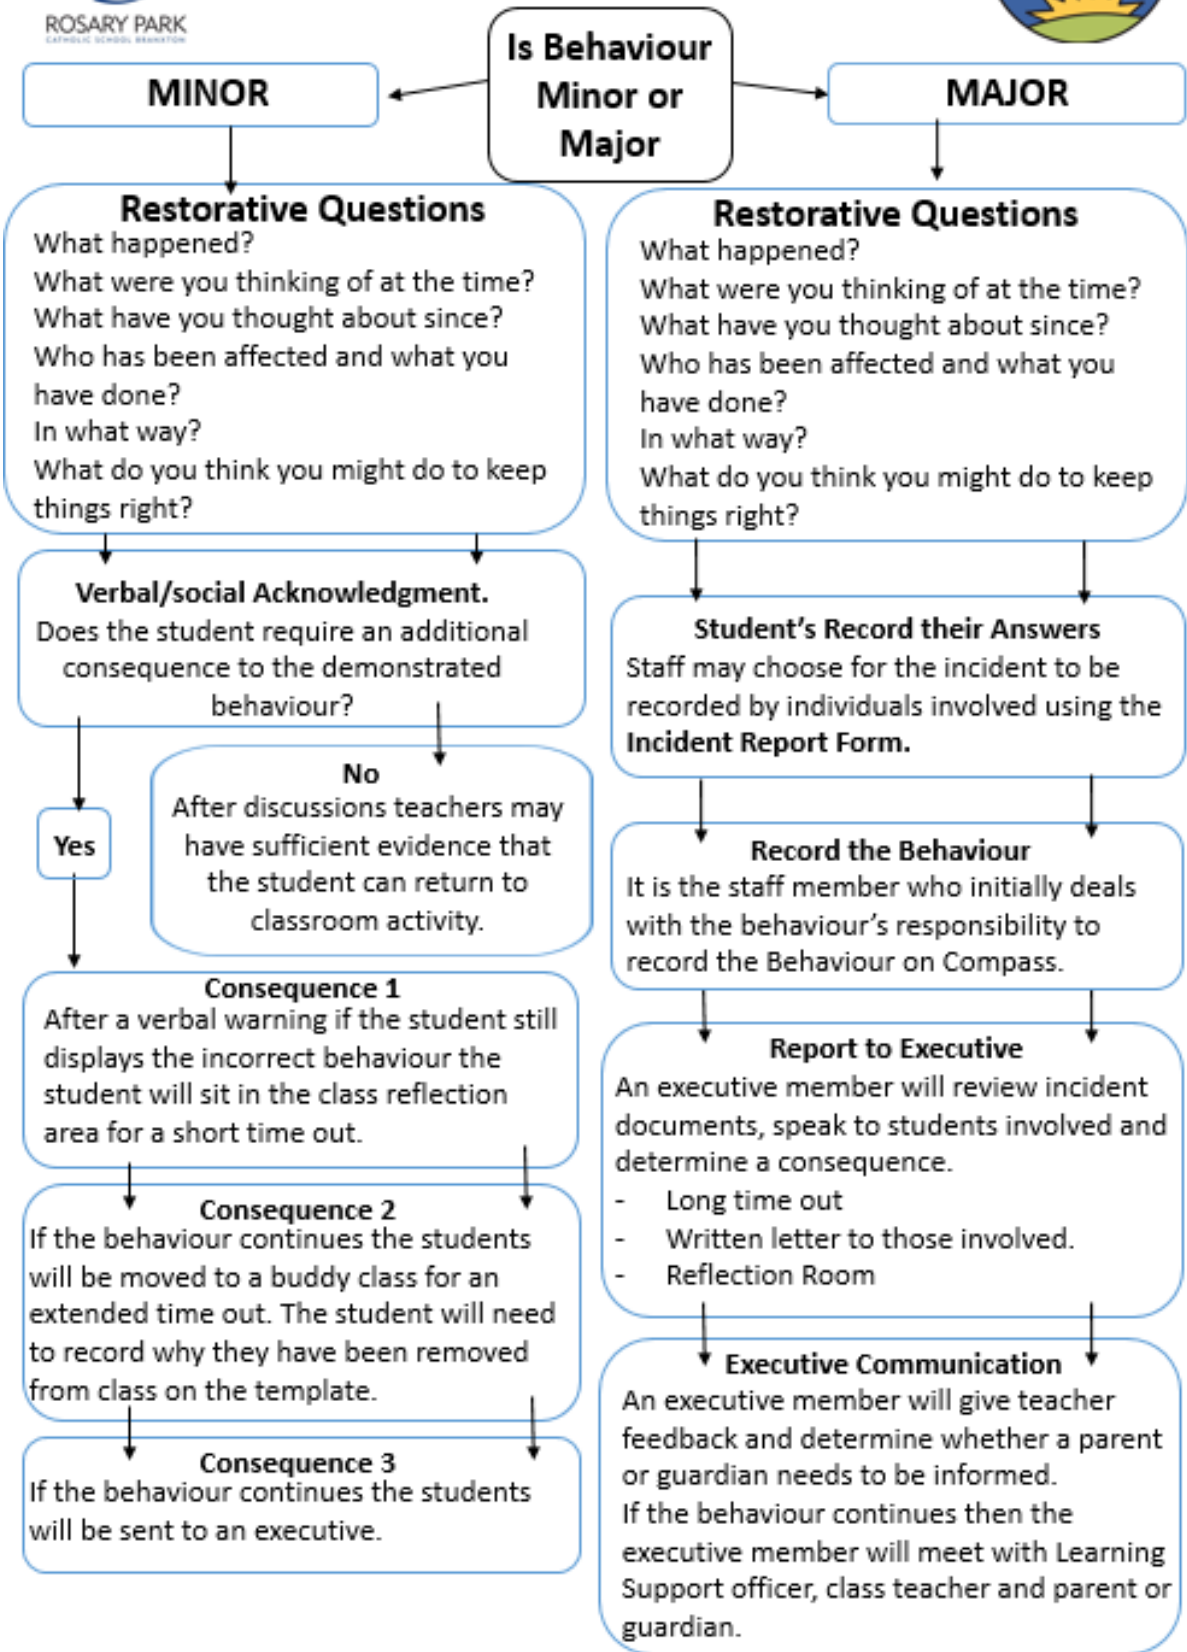 ROSARY PARK
CATHOLIC SCHOOL BRANXTON
Is Behaviour
Minor or
Major
MINOR
MAJOR
Restorative Questions
What happened?
What were you thinking of at the time?
What have you thought about since?
Who has been affected and what you
have done?
In what way?
What do you think you might do to keep
things right?
Verbal/social Acknowledgment.
Does the student require an additional
consequence to the demonstrated
behaviour?
No
After discussions teachers may
have sufficient evidence that
the student can return to
classroom activity.
Yes
Consequence 1
After a verbal warning if the student still
displays the incorrect behaviour the
student will sit in the class reflection
area for a short time out.
Consequence 2
If the behaviour continues the students
will be moved to a buddy class for an
extended time out. The student will need
to record why they have been removed
from class on the template.
Consequence 3
If the behaviour continues the students
will be sent to an executive.
Restorative Questions
What happened?
What were you thinking of at the time?
What have you thought about since?
Who has been affected and what you
have done?
In what way?
What do you think you might do to keep
things right?
Student's Record their Answers
Staff may choose for the incident to be
recorded by individuals involved using the
Incident Report Form.
Record the Behaviour
It is the staff member who initially deals
with the behaviour's responsibility to
record the Behaviour on Compass.
Report to Executive
An executive member will review incident
documents, speak to students involved and
determine a consequence.
- Long time out
- Written letter to those involved.
- Reflection Room
Executive Communication
An executive member will give teacher
feedback and determine whether a parent
or guardian needs to be informed.
If the behaviour continues then the
executive member will meet with Learning
Support officer, class teacher and parent or
guardian.